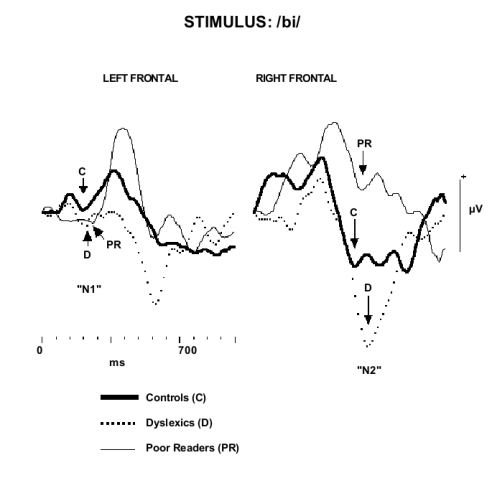 STIMULUS: /bi/
LEFT FRONTAL
RIGHT FRONTAL
PR
C
+
μV
C
PR
D
D
"N1"
0
700
ms
"N2"
Controls (C)
Dyslexics (D)
Poor Readers (PR)